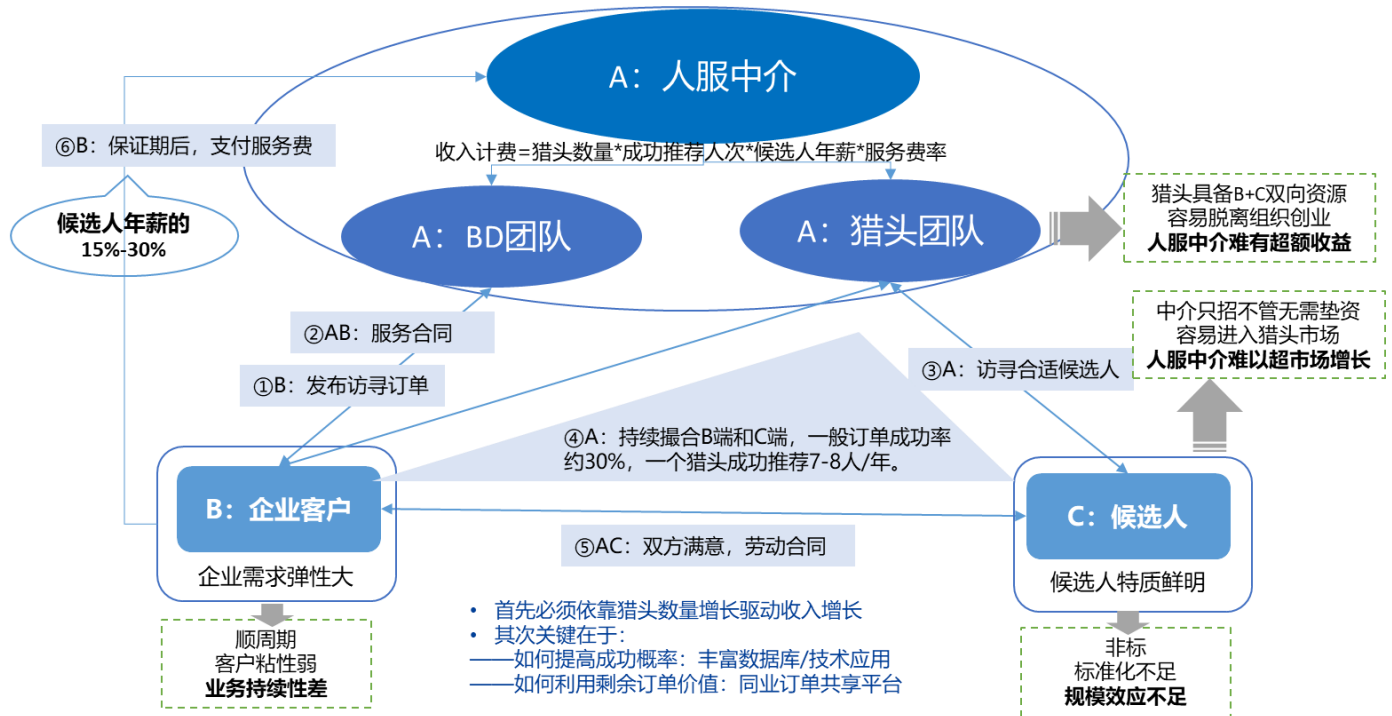 A：人服中介
⑥B：保证期后，支付服务费
收入计费=猎头数量*成功推荐人次*候选人年薪*服务费率
候选人年薪的
15%-30%
A：BD团队
A：猎头团队
猎头具备B+C双向资源
容易脱离组织创业
人服中介难有超额收益
②AB：服务合同
①B：发布访寻订单
③A：访寻合适候选人
中介只招不管无需垫资
容易进入猎头市场
人服中介难以超市场增长
④A：持续撮合B端和C端，一般订单成功率
约30%，一个猎头成功推荐7-8人/年。
B：企业客户
企业需求弹性大
C：候选人
候选人特质鲜明
⑤AC：双方满意，劳动合同
顺周期
客户粘性弱
业务持续性差
• 首先必须依靠猎头数量增长驱动收入增长
• 其次关键在于：
——如何提高成功概率：丰富数据库/技术应用
——如何利用剩余订单价值：同业订单共享平台
非标
标准化不足
规模效应不足